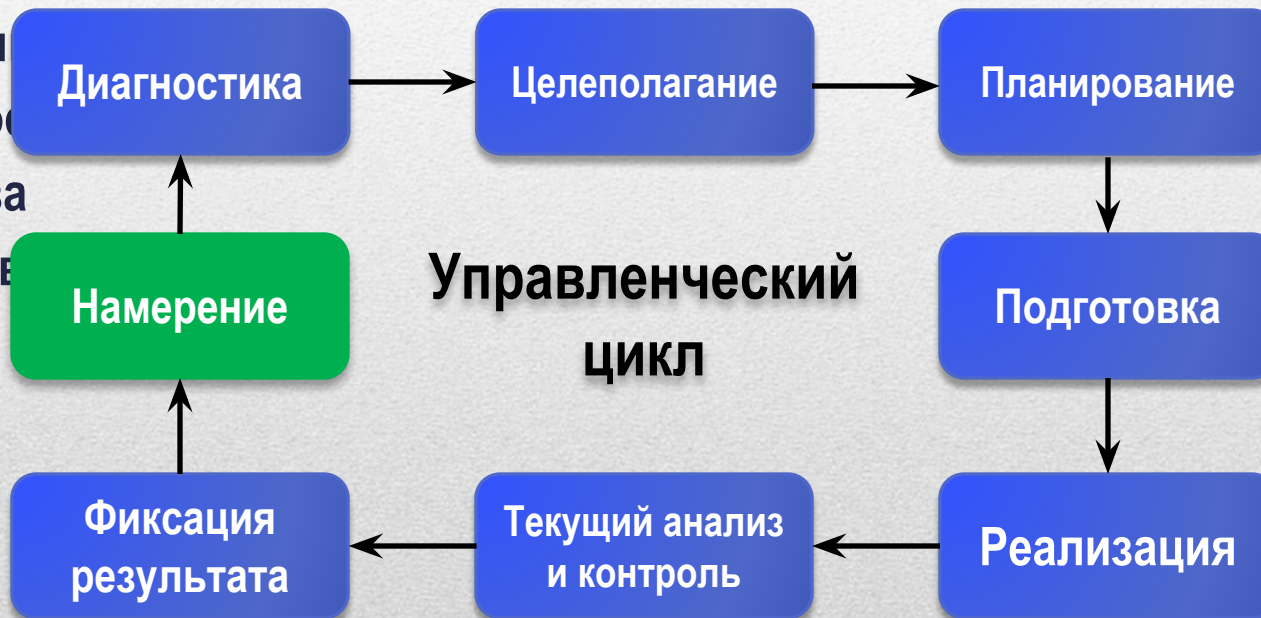 Диагностика
Целеполагание
Планирование
Намерение
Управленческий
цикл
Подготовка
Фиксация
результата
Текущий анализ
и контроль
Реализация